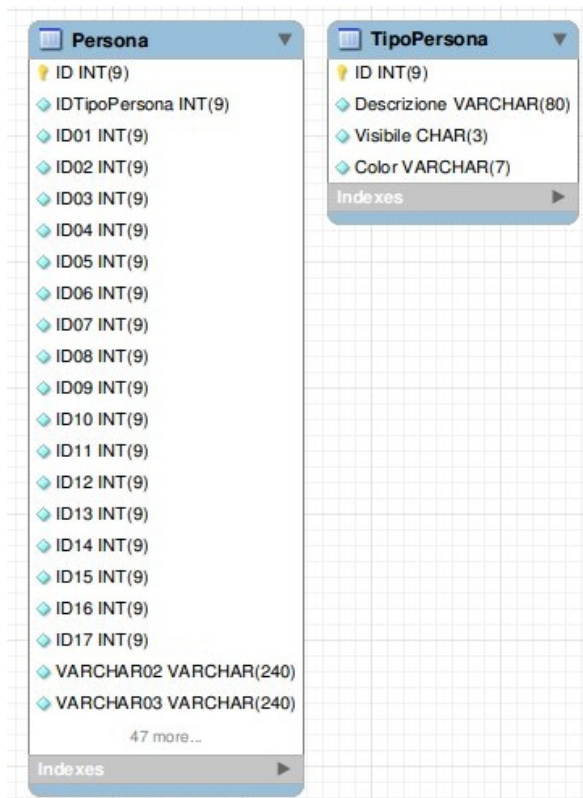 Persona
ID INT(9)
IDTipoPersona INT(9)
ID01 INT(9)
ID02 INT(9)
ID03 INT(9)
ID04 INT(9)
ID05 INT(9)
ID06 INT(9)
ID07 INT(9)
ID08 INT(9)
ID09 INT(9)
ID10 INT(9)
ID11 INT(9)
ID12 INT(9)
ID13 INT(9)
ID14 INT(9)
ID15 INT(9)
ID16 INT(9)
ID17 INT(9)
VARCHAR02 VARCHAR(240)
VARCHAR03 VARCHAR(240)
47 more...
Indexes
TipoPersona
ID INT(9)
Descrizione VARCHAR(80)
Visibile CHAR(3)
Color VARCHAR(7)
Indexes